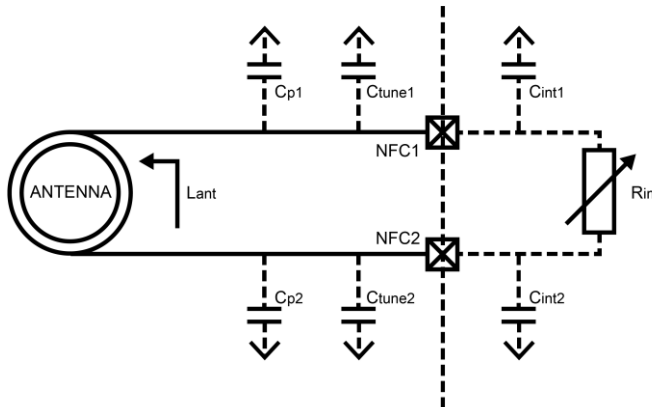 Cp1
Ctune1
Cint1
NFC1
ANTENNA
Lant
Rin
NFC2
Cp2
Ctune2
Cint2